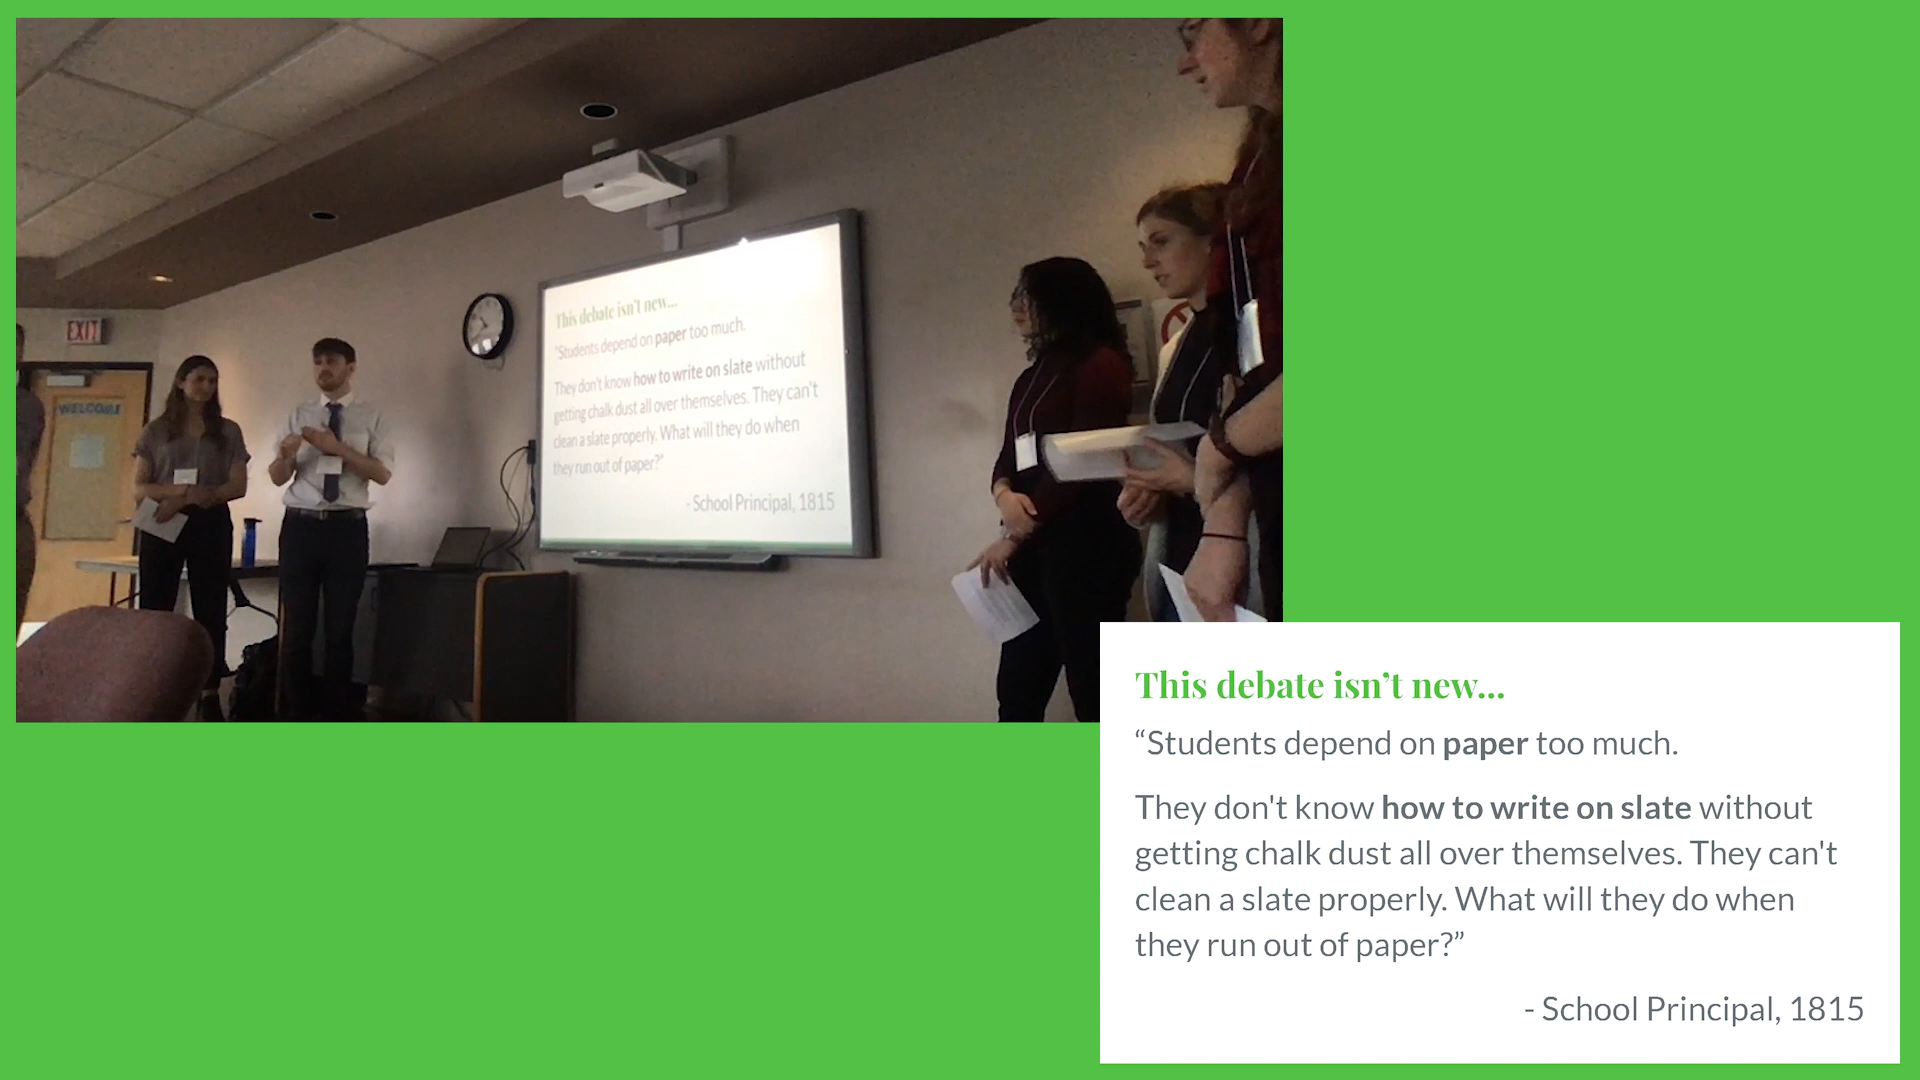 EXIT
WELCOME
This debate isn't new...
"Students depend on paper too much.
They don't know how to write on slate without
getting chalk dust all over themselves. They can't
clean a slate properly. What will they do when
they run out of paper?"
- School Principal, 1815
This debate isn’t new...
“Students depend on paper too much.
They don't know how to write on slate without
getting chalk dust all over themselves. They can't
clean a slate properly. What will they do when
they run out of paper?”
- School Principal, 1815